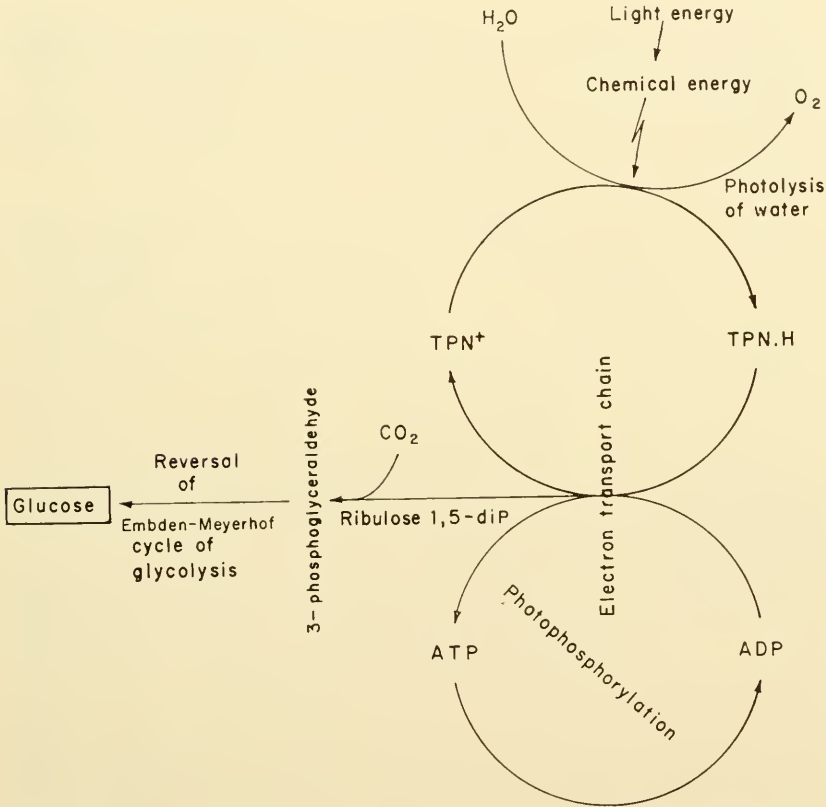 H2O
Light energy
Chemical energy
O2
Photolysis
of water
TPN+
TPN.H
Electron transport chain
CO2
3- phosphoglyceraldehyde
Reversal
of
Glucose
Ribulose 1,5-diP
Embden-Meyerhof
cycle of
glycolysis
Photophosphorylation
ATP
ADP